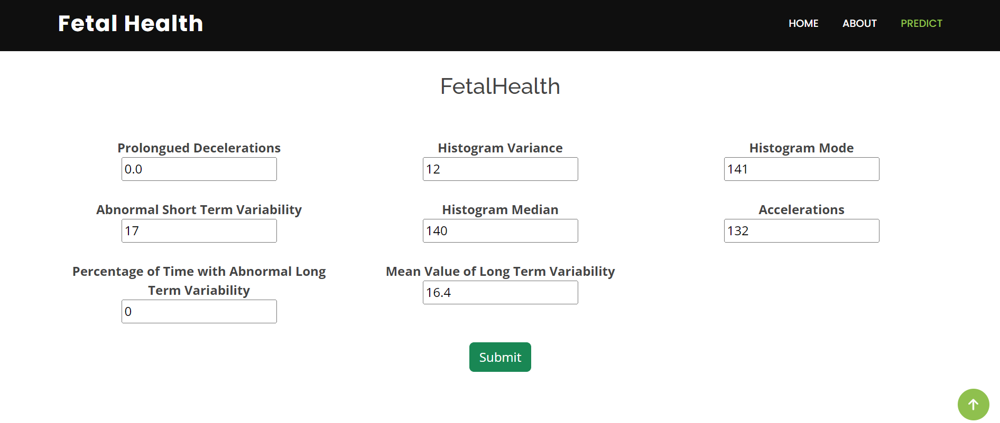 Fetal Health
HOME ABOUT PREDICT
FetalHealth
Prolongued Decelerations
0.0
Histogram Variance
12
Histogram Mode
141
Abnormal Short Term Variability
17
Histogram Median
140
Accelerations
132
Percentage of Time with Abnormal Long
Term Variability
0
Mean Value of Long Term Variability
16.4
Submit